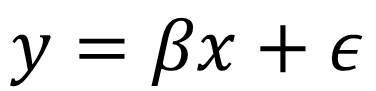 y = βx + ϵ